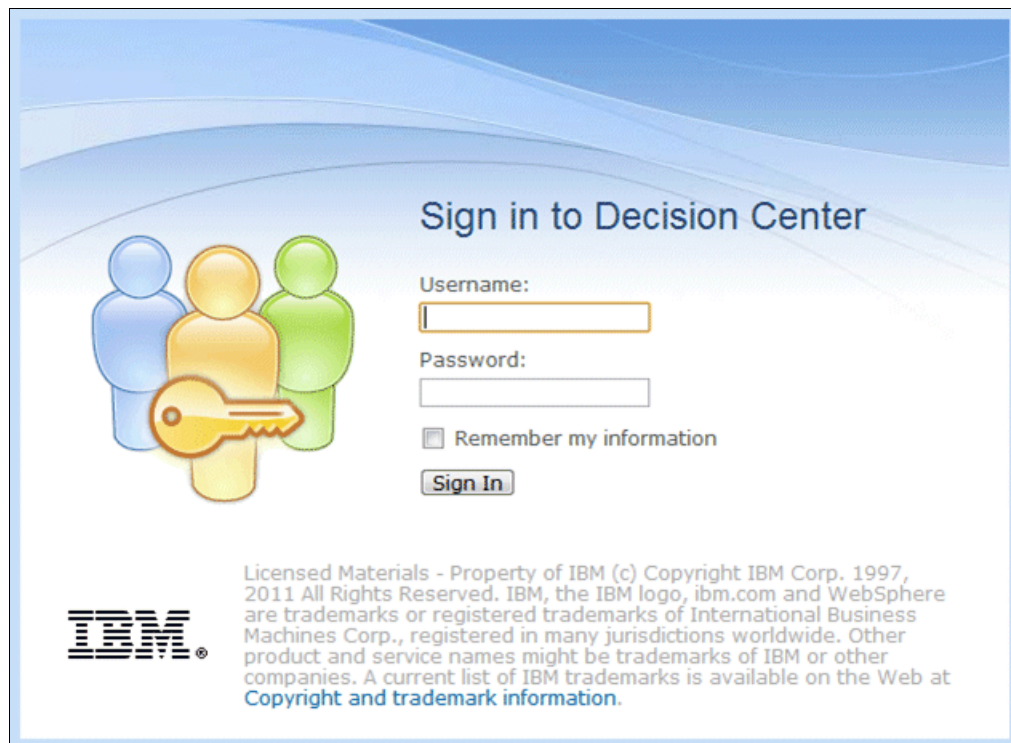 Sign in to Decision Center
Username:
Password:
Remember my information
Sign In
Licensed Materials - Property of IBM (c) Copyright IBM Corp. 1997,
2011 All Rights Reserved. IBM, the IBM logo, ibm.com and WebSphere
are trademarks or registered trademarks of International Business
Machines Corp., registered in many jurisdictions worldwide. Other
product and service names might be trademarks of IBM or other
companies. A current list of IBM trademarks is available on the Web at
Copyright and trademark information.
IBM®